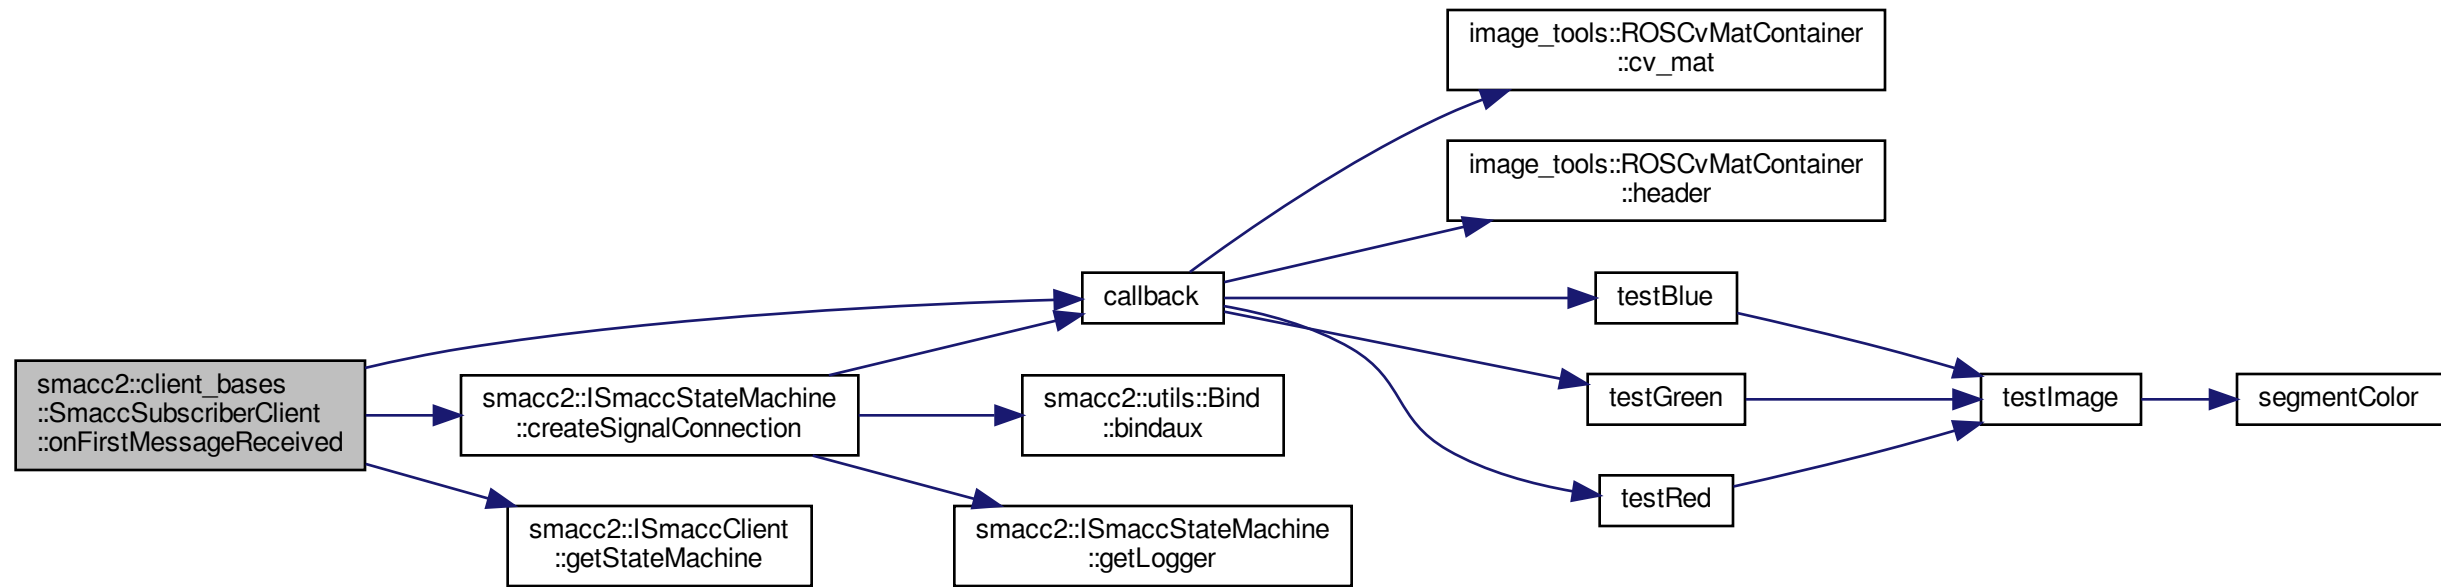 smacc2::client_bases
::SmaccSubscriberClient
::onFirstMessageReceived
smacc2::ISmaccStateMachine
::createSignalConnection
smacc2::ISmaccClient
::getStateMachine
callback
smacc2::utils::Bind
::bindaux
smacc2::ISmaccStateMachine
::getLogger
image_tools::ROSCvMatContainer
::cv_mat
image_tools::ROSCvMatContainer
::header
testBlue
testGreen
testRed
testImage
segmentColor